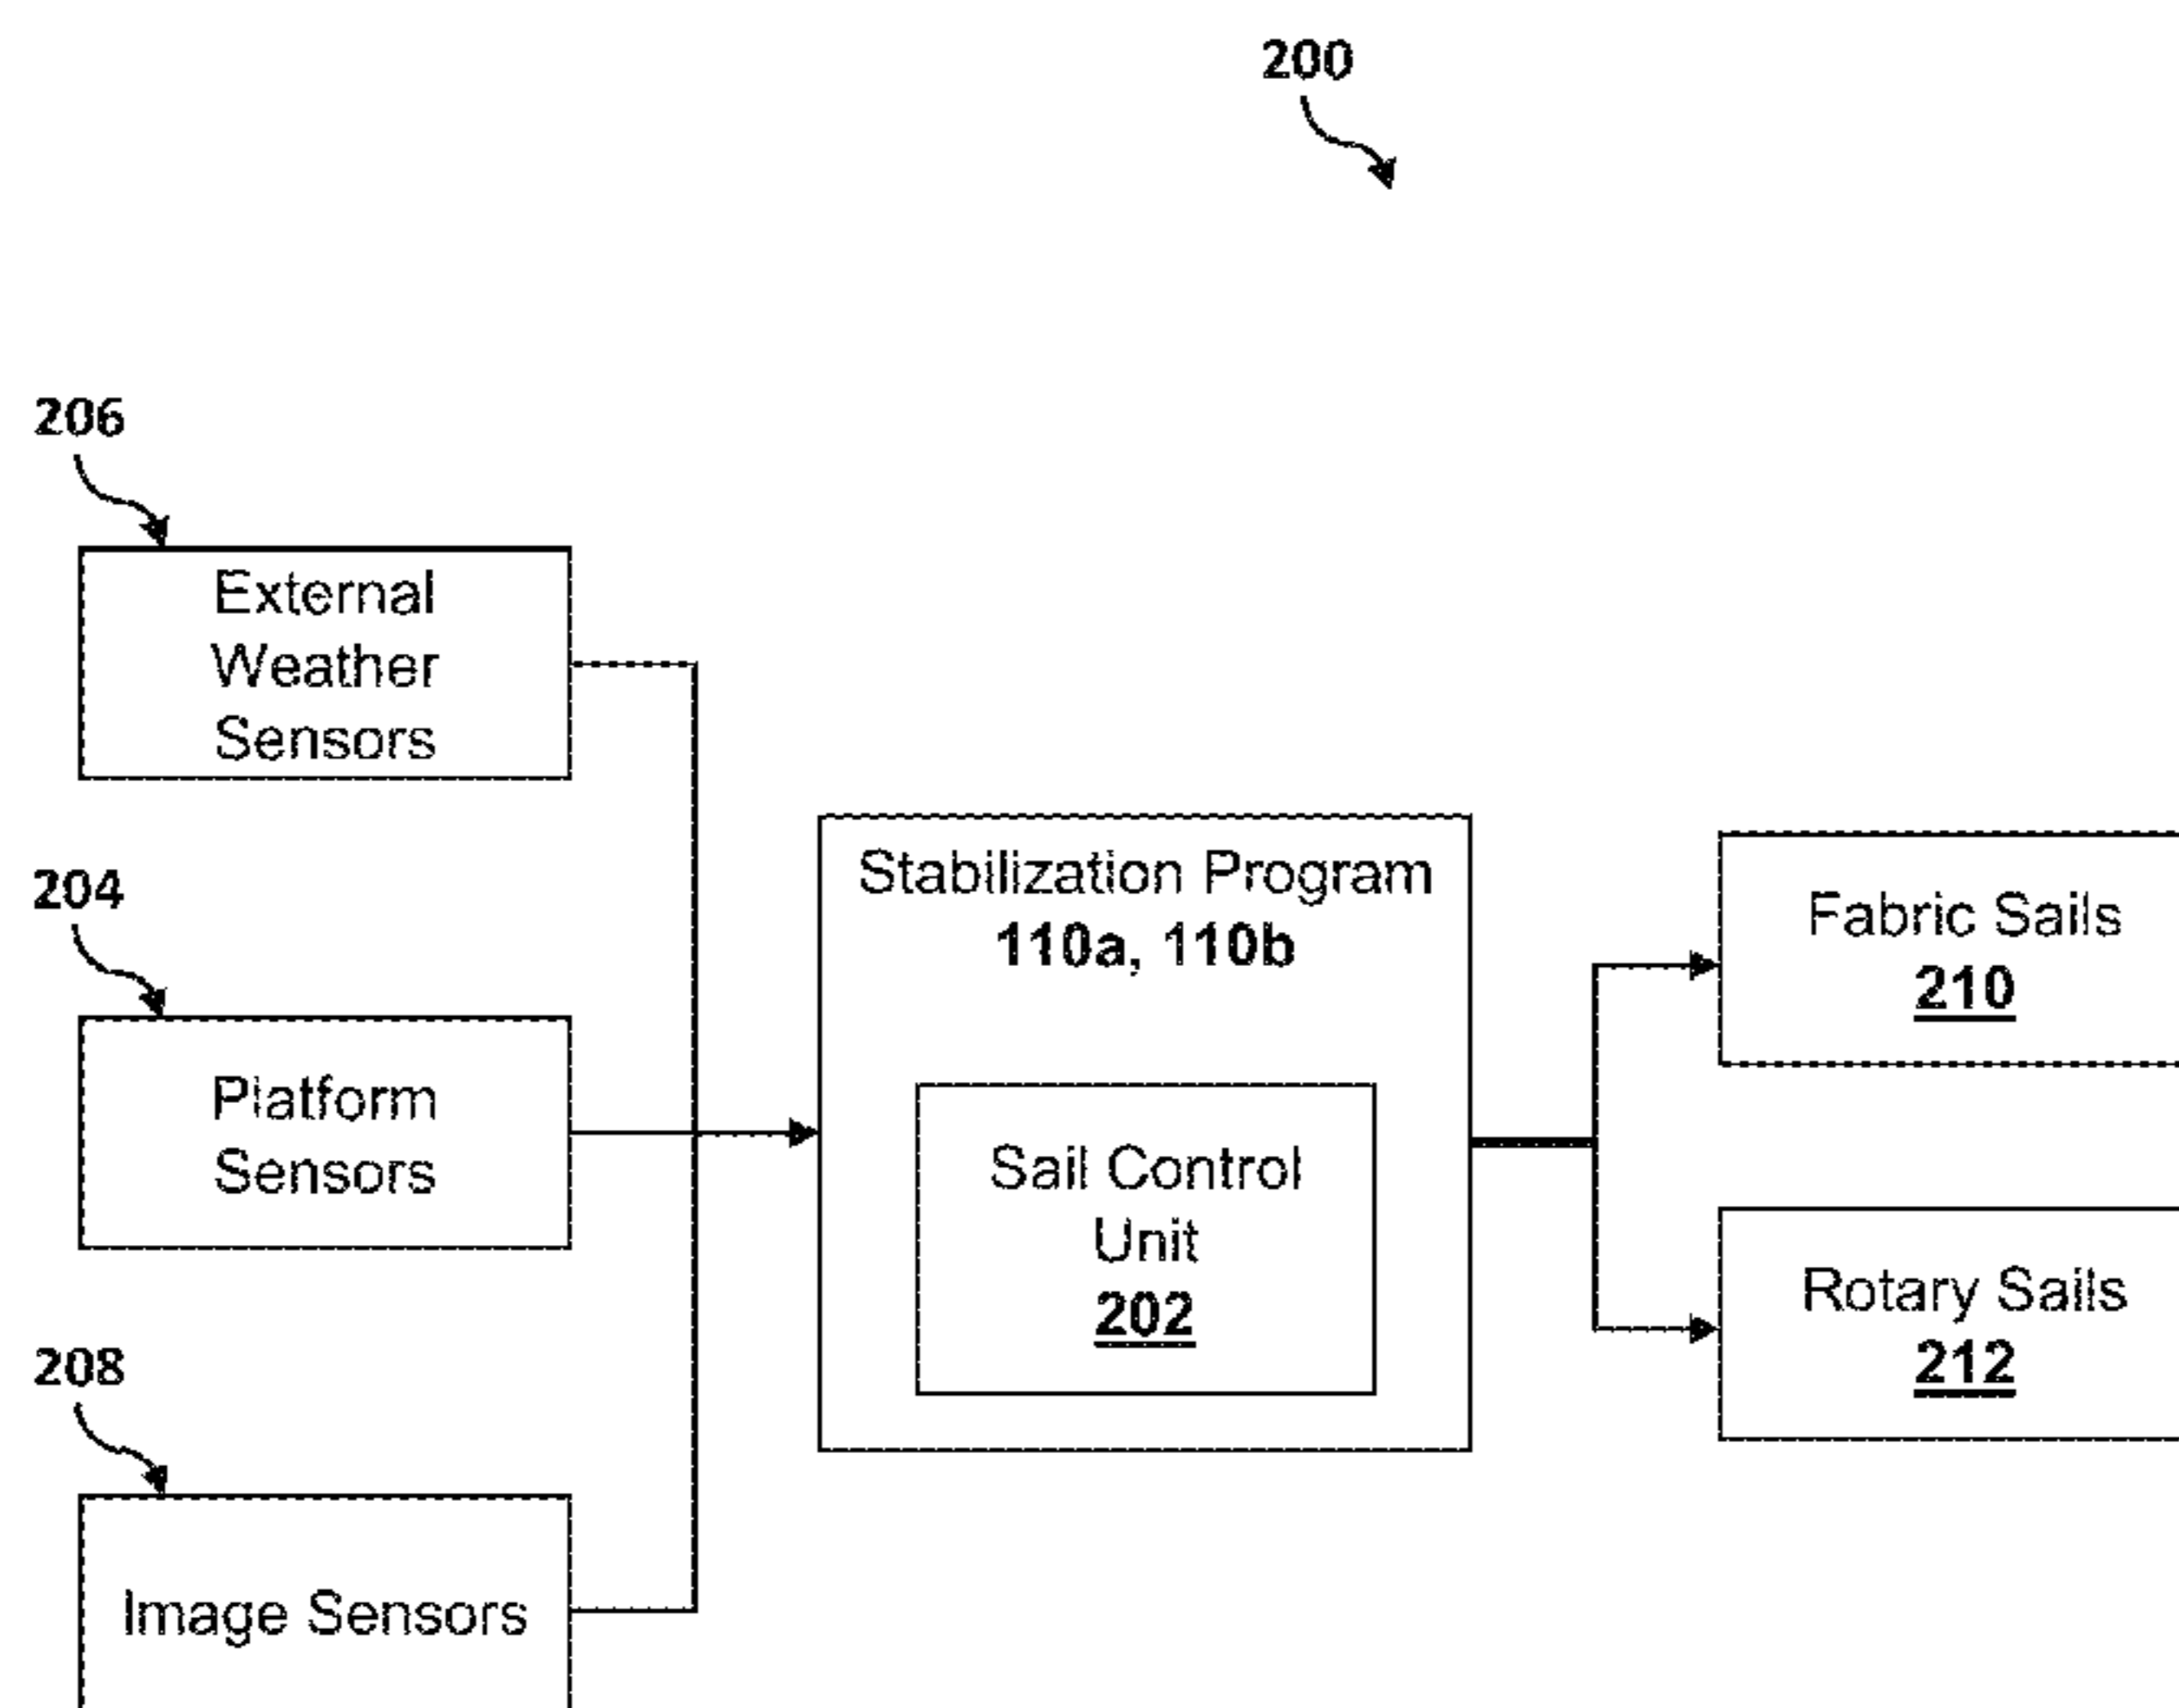 200
206
External
Weather
Sensors
204
Platform
Sensors
208
Image Sensors
Stabilization Program
110a, 110b
Sail Control
Unit
202
Fabric Sails
210
Rotary Sails
212